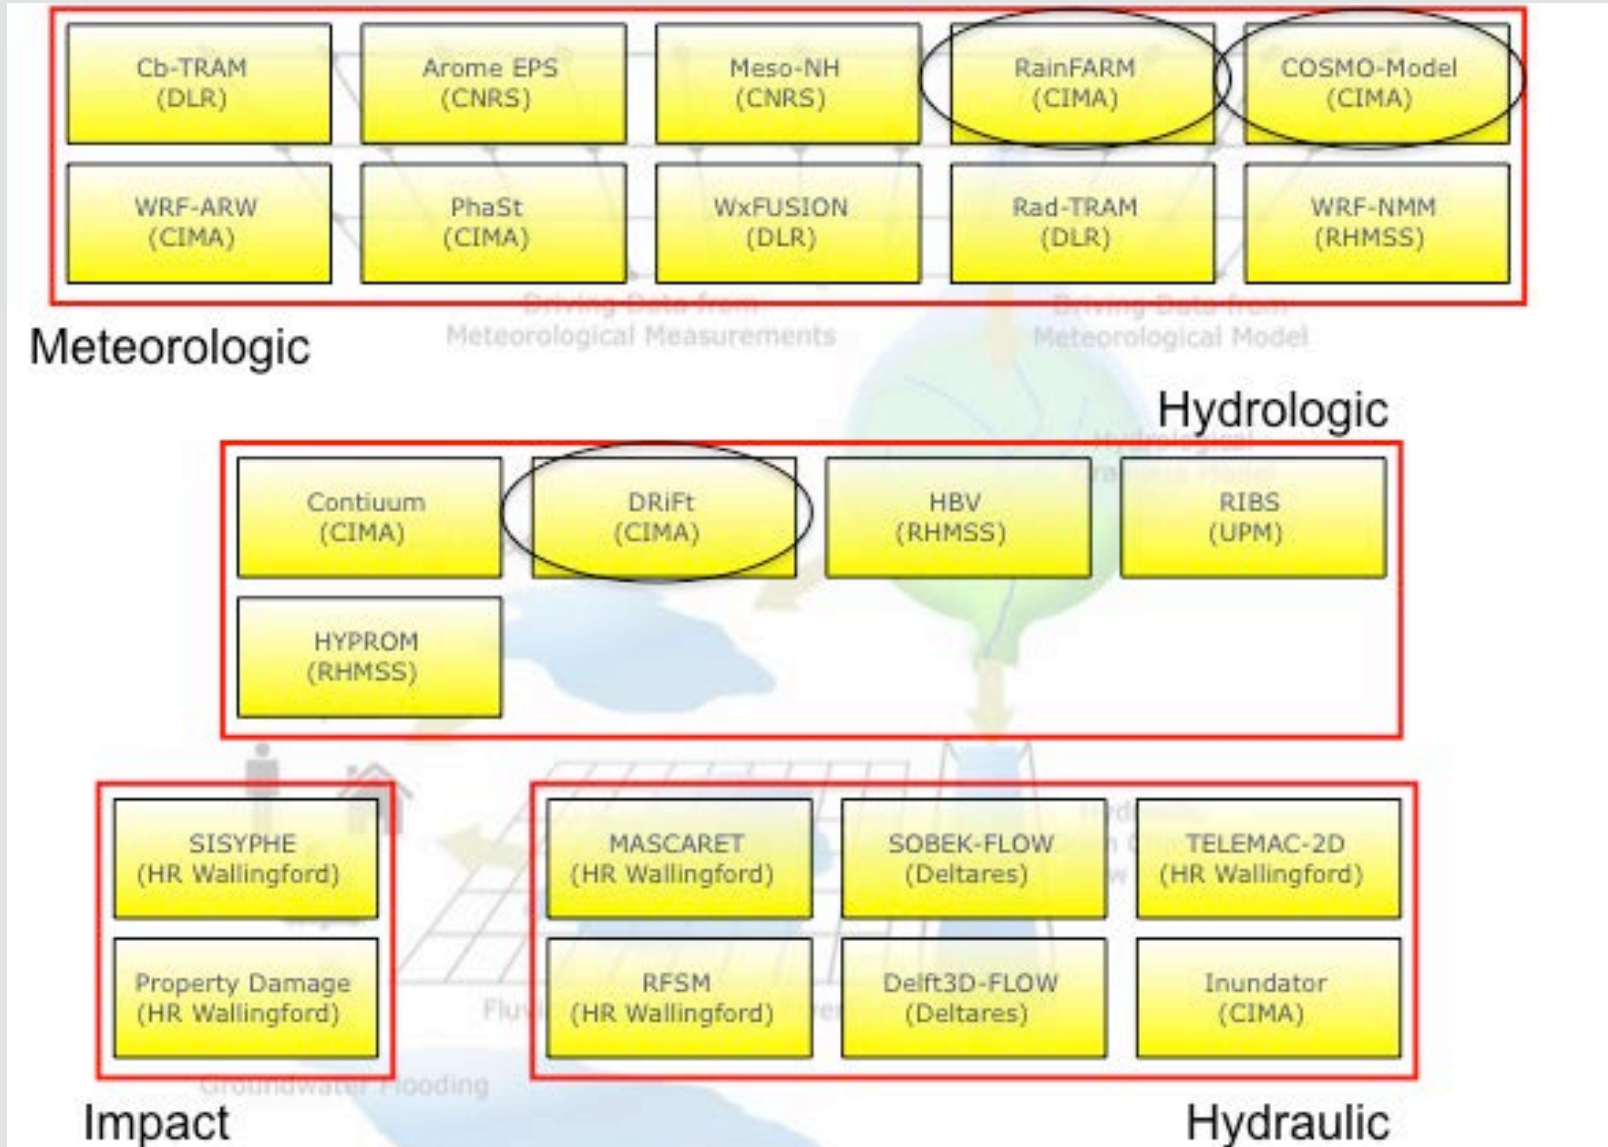 Cb-TRAM
(DLR)
Arome EPS
(CNRS)
Meso-NH
(CNRS)
RainFARM
(CIMA)
COSMO-Model
(CIMA)
WRF-ARW
(CIMA)
PhaSt
(CIMA)
WxFUSION
(DLR)
Rad-TRAM
(DLR)
WRF-NMM
(RHMSS)
Driving Data from
Meteorological Measurements
Driving Data from
Meteorological Model
Meteorologic
Hydrologic
Hydrological
Contiuum
(CIMA)
DRiFt
(CIMA)
HBV
(RHMSS)
RIBS
(UPM)
HYPROM
(RHMSS)
SISYPHE
(HR Wallingford)
Property Damage
(HR Wallingford)
MASCARET
(HR Wallingford)
SOBEK-FLOW
(Deltares)
TELEMAC-2D
(HR Wallingford)
RFSM
(HR Wallingford)
Delft3D-FLOW
(Deltares)
Inundator
(CIMA)
Groundwater Flooding
Impact
Hydraulic